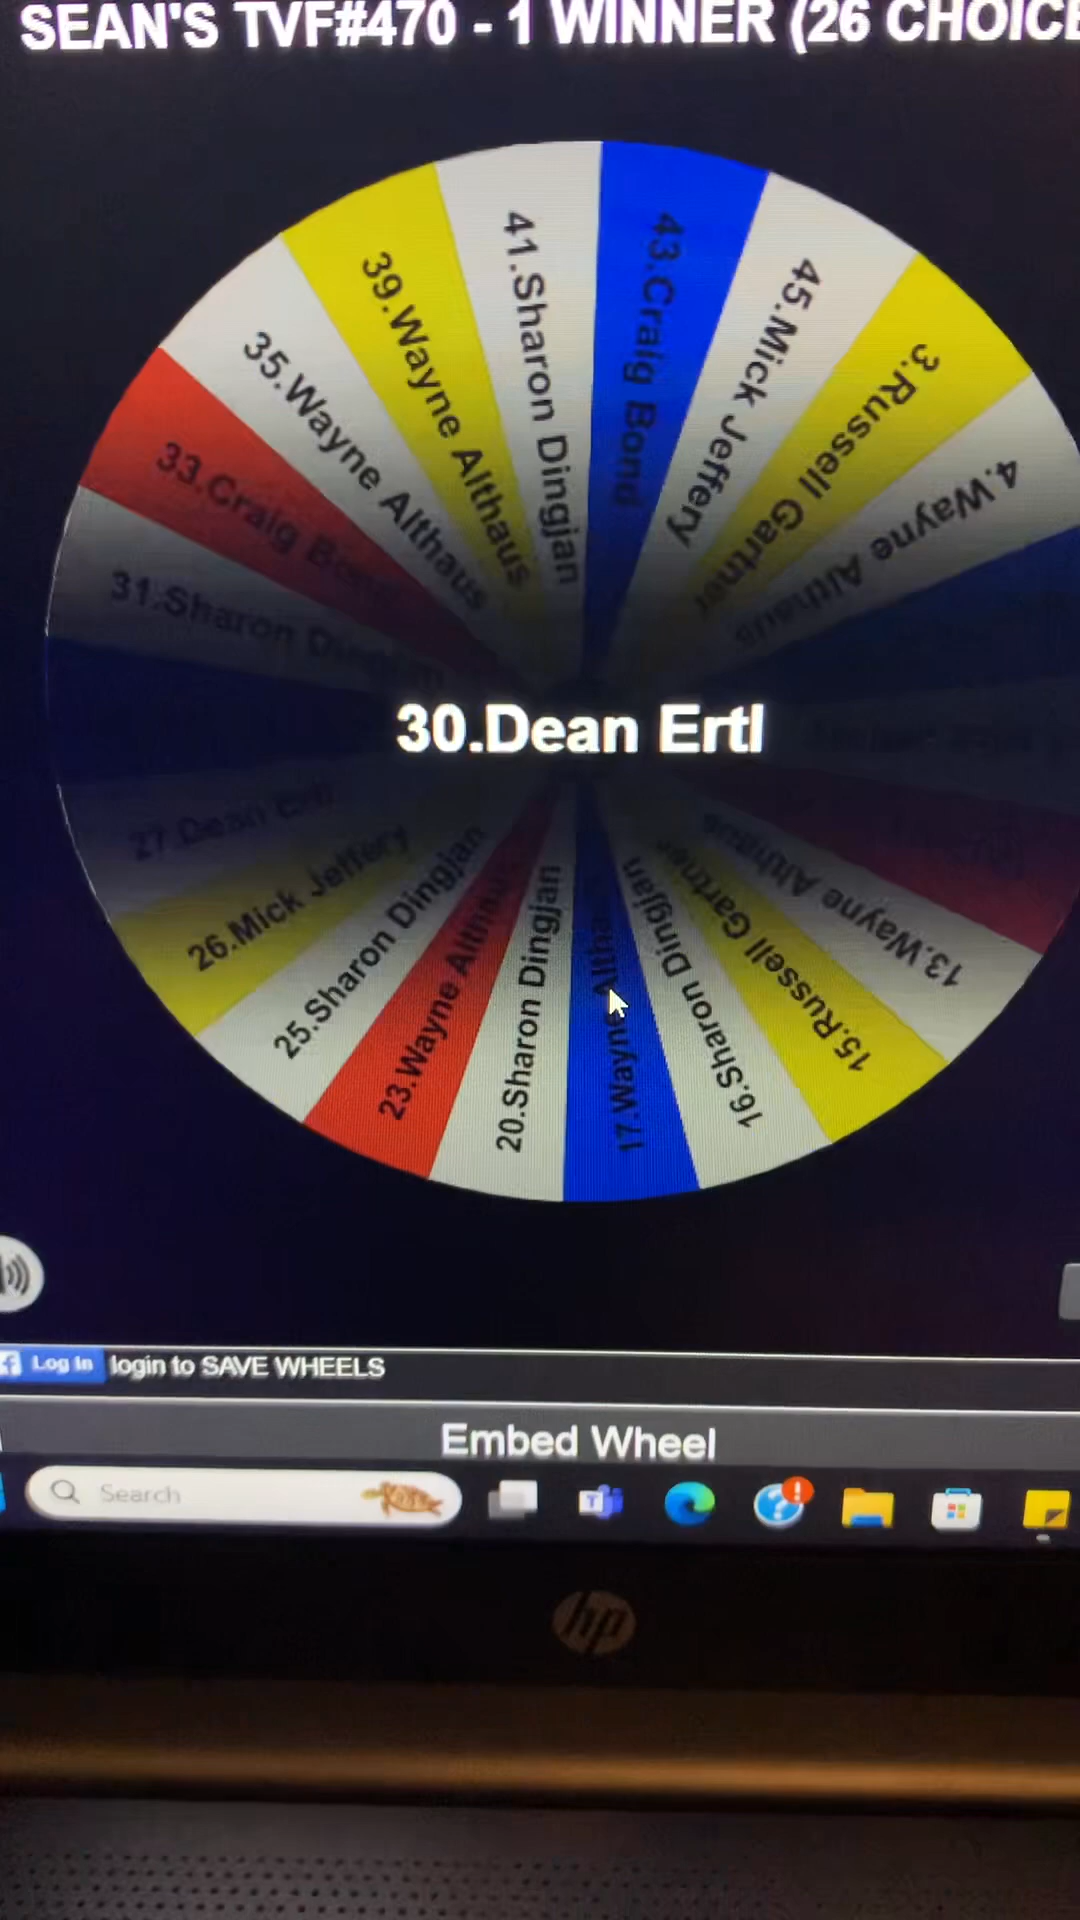 SEAN'S TVF#470 - 1 WINNER (26 CHOICE
41.Sharon Dingjan
43.Craig Bond
45.Mick Jeffery
3.Russell Gartner
4.Wayne Althaus
39.Wayne Althaus
35.Wayne Althaus
33.Craig Bond
31.Sharon Dingjan
30.Dean Ertl
27.Dean Ertl
26.Mick Jeffery
25.Sharon Dingjan
23.Wayne Althaus
20.Sharon Dingjan
17.Wayne Altha
16.Sharon Dingjan
15.Russell Gartner
13.Wayne Althaus
Log In login to SAVE WHEELS
Embed Wheel
Search
hp